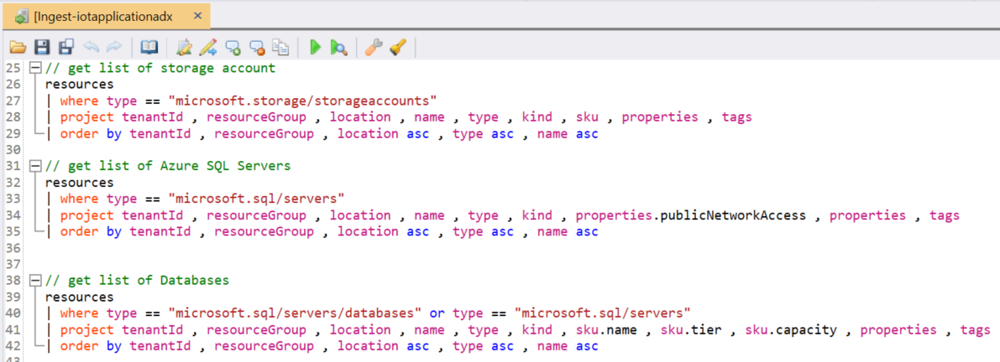 [Ingest-iotapplicationadx ×
25 // get list of storage account
26 resources
27 | where type == "microsoft.storage/storageaccounts"
28 | project tenantId , resourceGroup , location , name , type , kind , sku , properties , tags
29 | order by tenantId , resourceGroup , location asc , type asc , name asc
30
31 // get list of Azure SQL Servers
32 resources
33 | where type == "microsoft.sql/servers"
34 | project tenantId , resourceGroup , location , name , type , kind , properties.publicNetworkAccess , properties , tags
35 | order by tenantId , resourceGroup , location asc , type asc , name asc
36
37
38 // get list of Databases
39 resources
40 | where type == "microsoft.sql/servers/databases" or type == "microsoft.sql/servers"
41 | project tenantId , resourceGroup , location , name , type , kind , sku.name , sku.tier , sku.capacity , properties , tags
42 | order by tenantId , resourceGroup , location asc , type asc , name asc
43